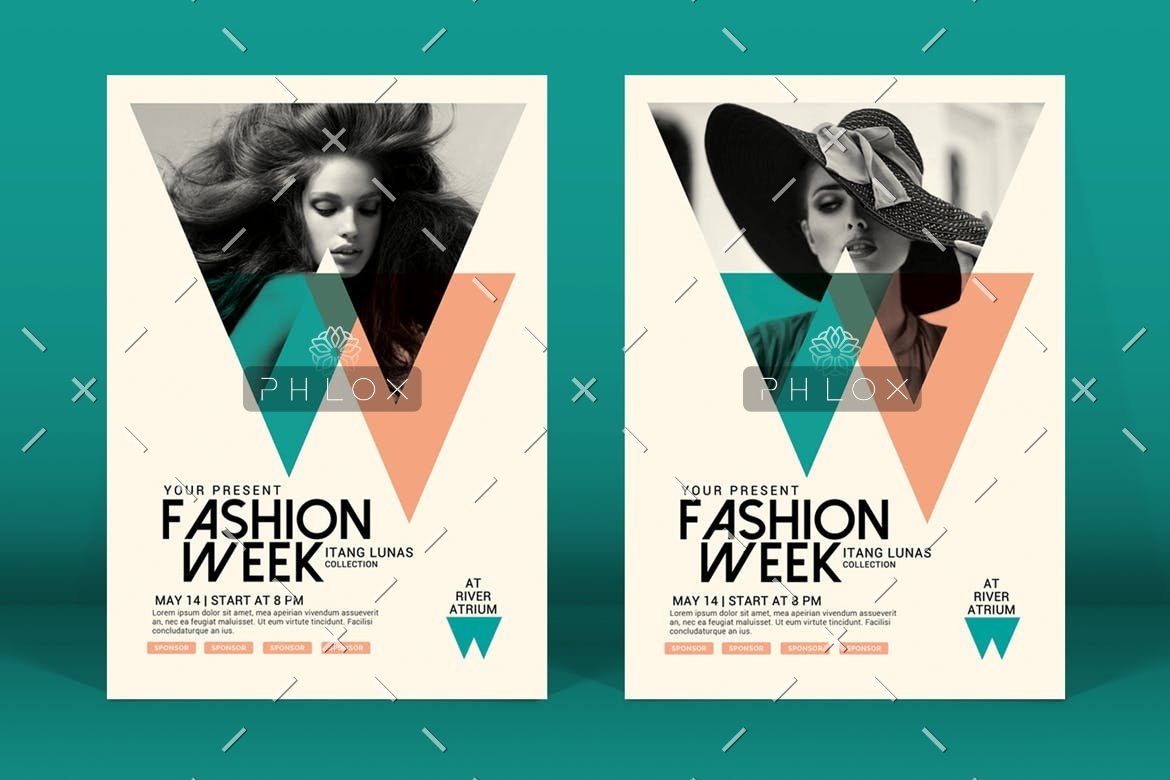 PHLOX
YOUR PRESENT
FASHION
WEEK ITANG LUNAS
COLLECTION
MAY 14 | START AT 8 PM
Lorem ipsum dolor sit amet, mea apeirian vivendum assueverit
an, ne eas feugiat maluisset. Ut eum virtute tincidunt. Facilisi
concludaturque an ius.
SPONSOR SPONSOR SPONSOR SPONSOR
AT
RIVER
ATRIUM
PHLOX
YOUR PRESENT
FASHION
WEEK ITANG LUNAS
COLLECTION
MAY 14 | START AT 8 PM
Lorem ipsum dolor sit amet, mea apeirian vivendum assueverit
an, ne eas feugiat maluisset. Ut eum virtute tincidunt. Facilisi
concludaturque an ius.
SPONSOR SPONSOR SPONSOR SPONSOR
AT
RIVER
ATRIUM